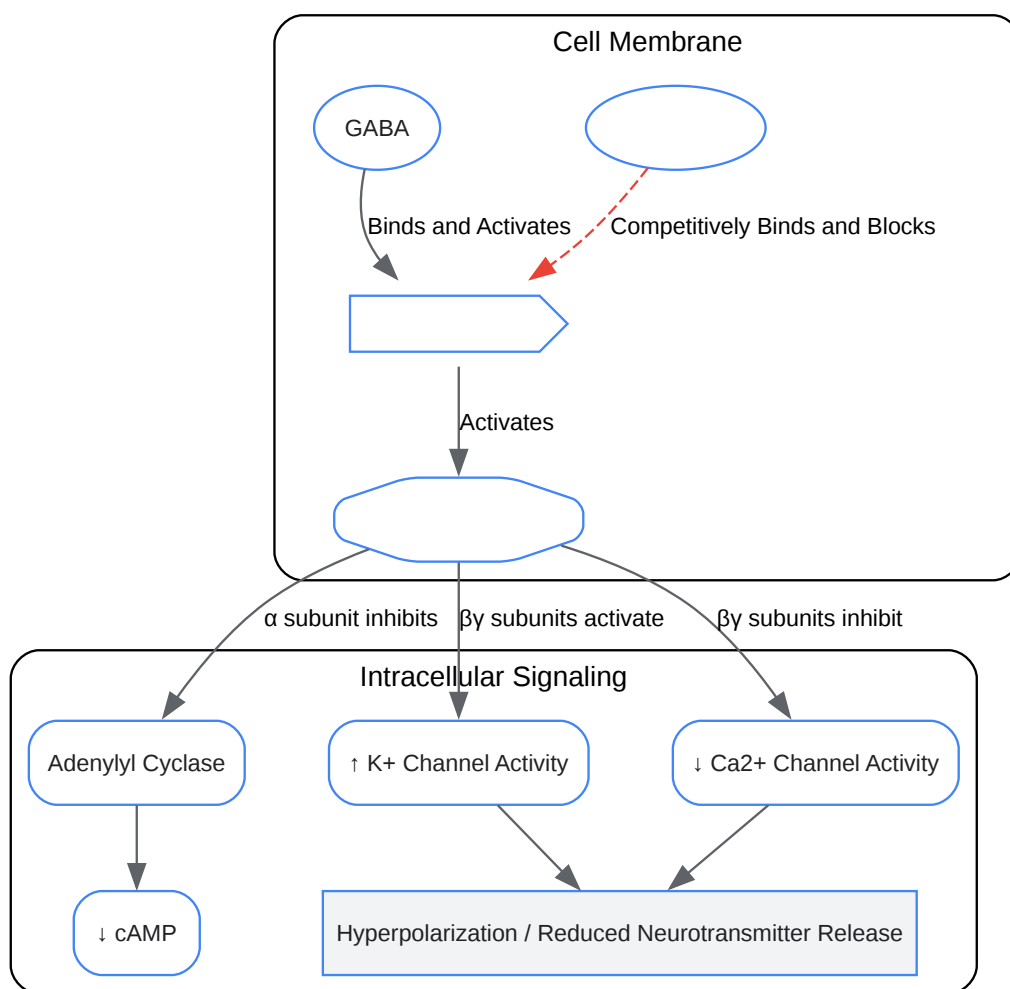 Cell Membrane
GABA
Binds and Activates
Competitively Binds and Blocks
Activates
α subunit inhibits
βγ subunits activate
βγ subunits inhibit
Intracellular Signaling
Adenylyl Cyclase
↑ K+ Channel Activity
↓ Ca2+ Channel Activity
↓ cAMP
Hyperpolarization / Reduced Neurotransmitter Release